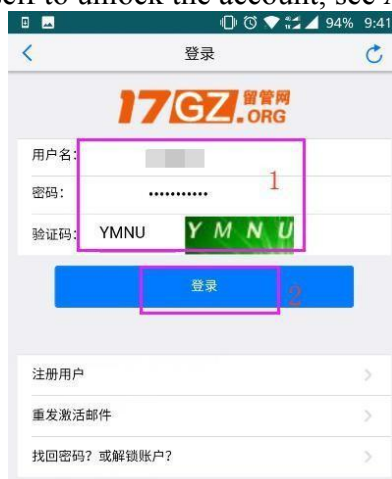 self to unlock the account, see
94% 9:41
登录
17GZ 留管网
.ORG
用户名:
密码: •••••••••••
1
验证码: YMNU YMNU
登录
2
注册用户
重发激活邮件
找回密码？或解锁账户？